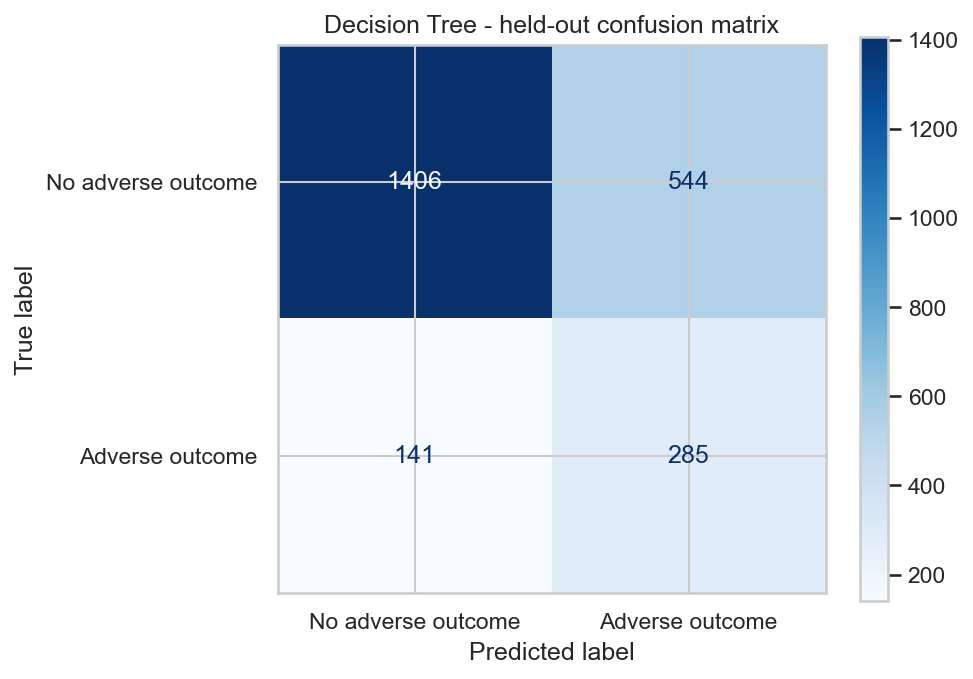 Decision Tree - held-out confusion matrix
True label
No adverse outcome
Adverse outcome
1406
544
141
285
No adverse outcome
Adverse outcome
Predicted label
1400
1200
1000
800
600
400
200